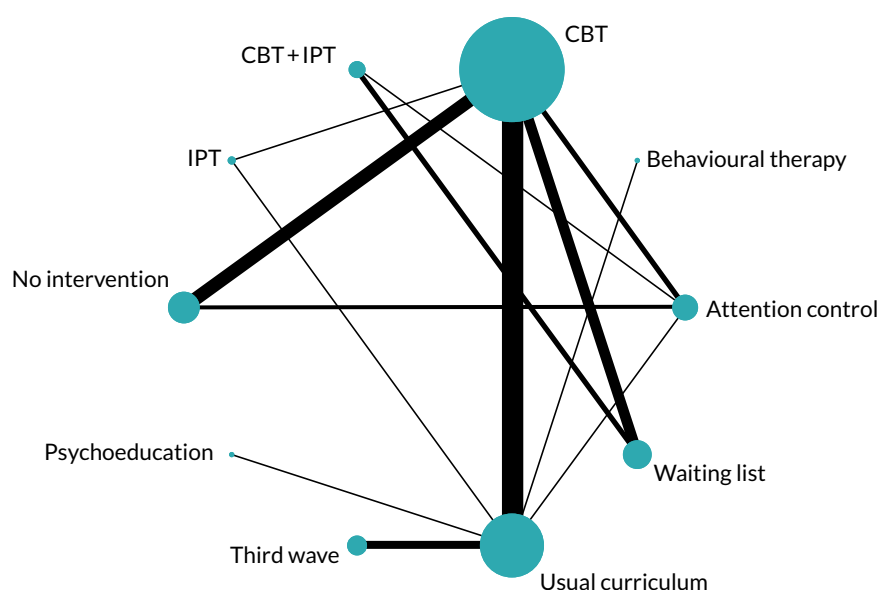 CBT
CBT + IPT
IPT
Behavioural therapy
No intervention
Attention control
Psychoeducation
Waiting list
Third wave
Usual curriculum